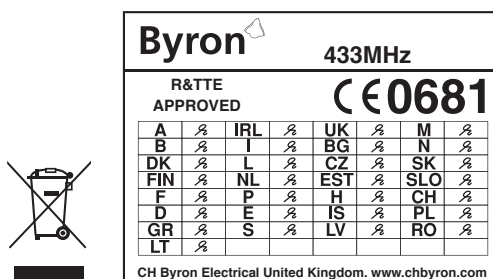 Byron
433MHz
R&TTE
APPROVED
CE0681
A IRL UK M
B I BG N
DK L CZ SK
FIN NL EST SLO
F P H CH
D E IS PL
GR S LV RO
LT
CH Byron Electrical United Kingdom. www.chbyron.com